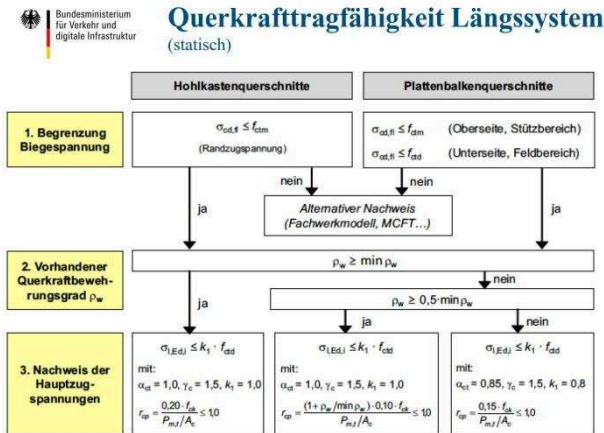 Bundesministerium
für Verkehr und
digitale Infrastruktur
Querkrafttragfähigkeit Längssystem
(statisch)
Hohlkastenquerschnitte
Plattenbalkenquerschnitte
1. Begrenzung
Biegespannung
σcd,fl ≤ fctm
(Randzugspannung)
σcd,fl ≤ fctm (Oberseite, Stützbereich)
σcd,fl ≤ fctd (Unterseite, Feldbereich)
nein
nein
ja
ja
Alternativer Nachweis
(Fachwerkmodell, MCFT…)
2. Vorhandener
Querkraftbeweh-
rungsgrad ρw
ρw ≥ min ρw
nein
ja
ρw ≥ 0,5·min ρw
ja
nein
3. Nachweis der
Hauptzug-
spannungen
σI,Ed,i ≤ k1 · fctd
mit:
αct = 1,0, γc = 1,5, k1 = 1,0
rcp = 0,20 · fck / Pm,t/Ac ≤ 1,0
σI,Ed,i ≤ k1 · fctd
mit:
αct = 1,0, γc = 1,5, k1 = 1,0
rcp = (1+ρw/min ρw)·0,10·fck / Pm,t/Ac ≤ 1,0
σI,Ed,i ≤ k1 · fctd
mit:
αct = 0,85, γc = 1,5, k1 = 0,8
rcp = 0,15 · fck / Pm,t/Ac ≤ 1,0